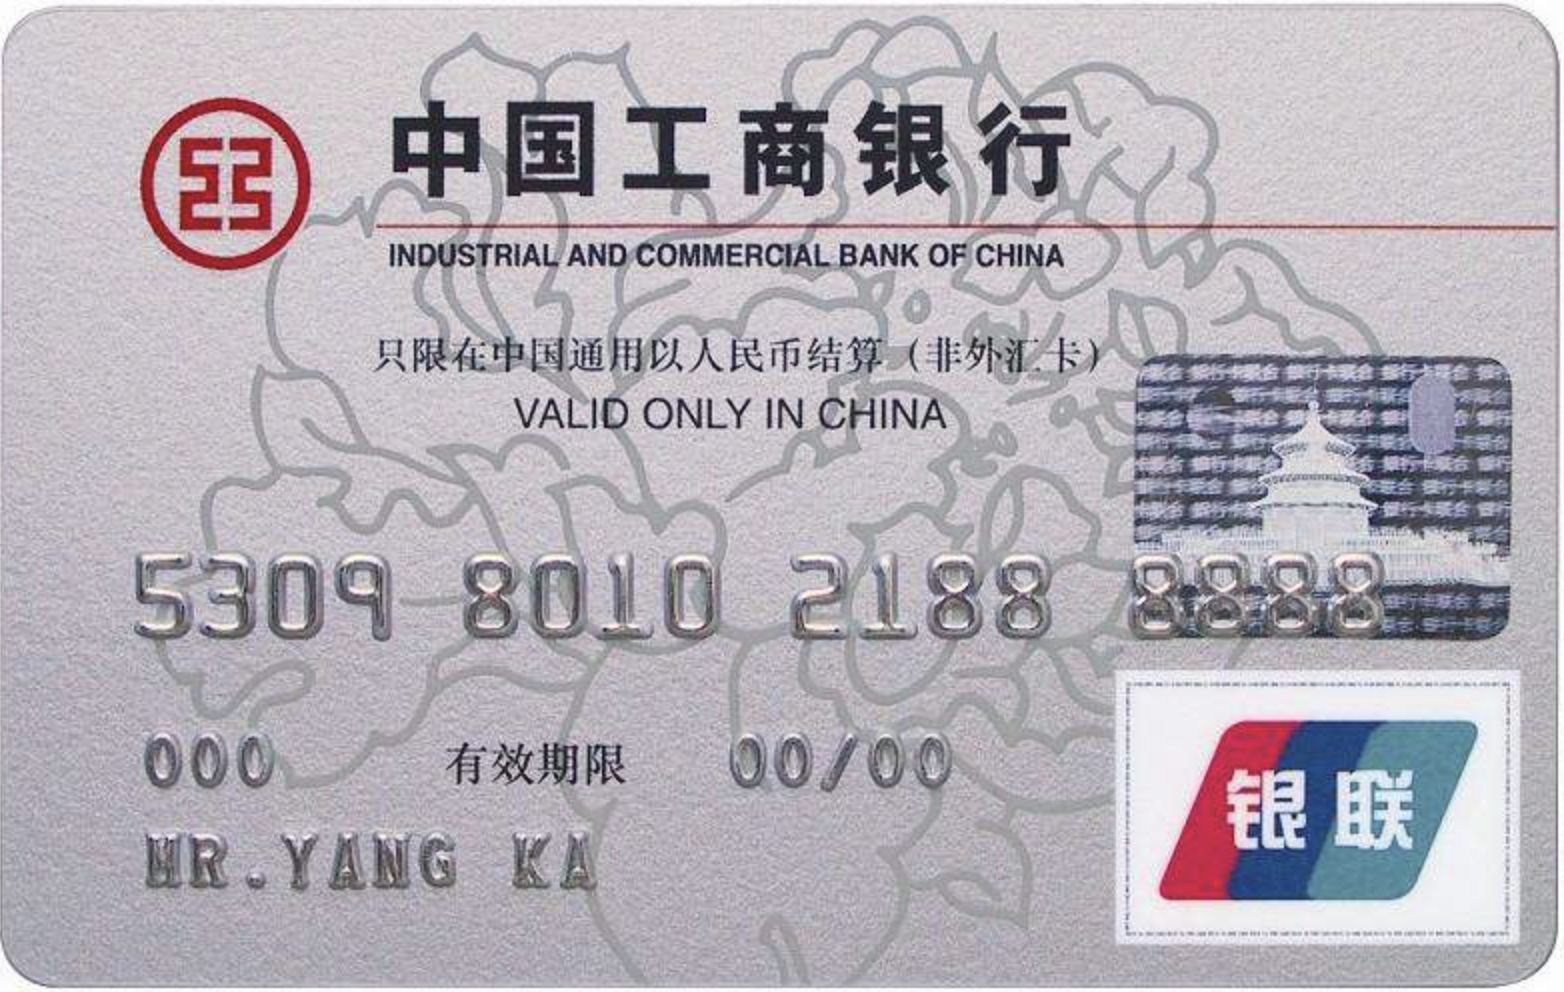 中国工商银行
INDUSTRIAL AND COMMERCIAL BANK OF CHINA
只限在中国通用以人民币结算（非外汇卡）
VALID ONLY IN CHINA
5309 8010 2188 8888
000 有效期限 00/00
MR.YANG KA
银联